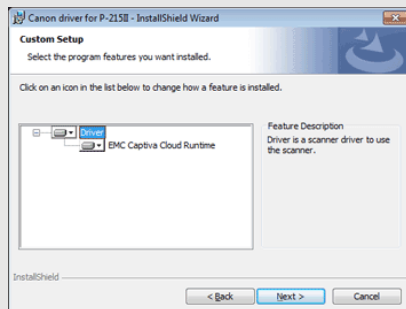 Canon driver for P-215II - InstallShield Wizard
Custom Setup
Select the program features you want installed.
Click on an icon in the list below to change how a feature is installed.
Driver
EMC Captiva Cloud Runtime
Feature Description
Driver is a scanner driver to use
the scanner.
InstallShield
< Back
Next >
Cancel